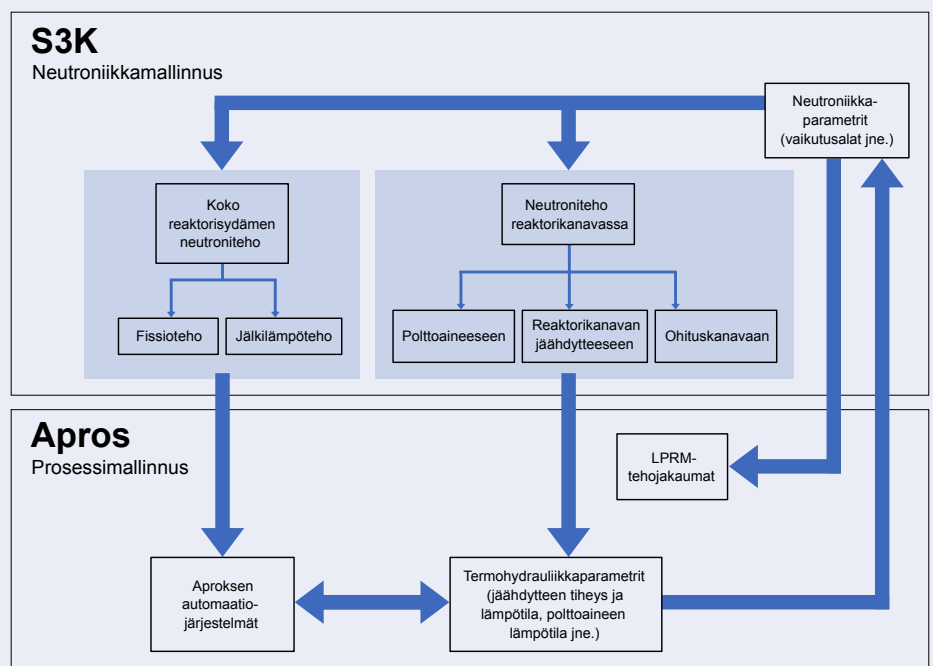 S3K
Neutroniikkamallinnus
Neutroniikka-
parametrit
(vaikutusalat jne.)
Koko
reaktorisydämen
neutroniteho
Neutroniteho
reaktorikanavassa
Fissioteho
Jälkilämpöteho
Polttoaineeseen
Reaktorikanavan
jäähdytteeseen
Ohituskanavaan
Apros
Prosessimallinnus
LPRM-
tehojakaumat
Aproksen
automaatio-
järjestelmät
Termohydrauliikkaparametrit
(jäähdytteen tiheys ja
lämpötila, polttoaineen
lämpötila jne.)